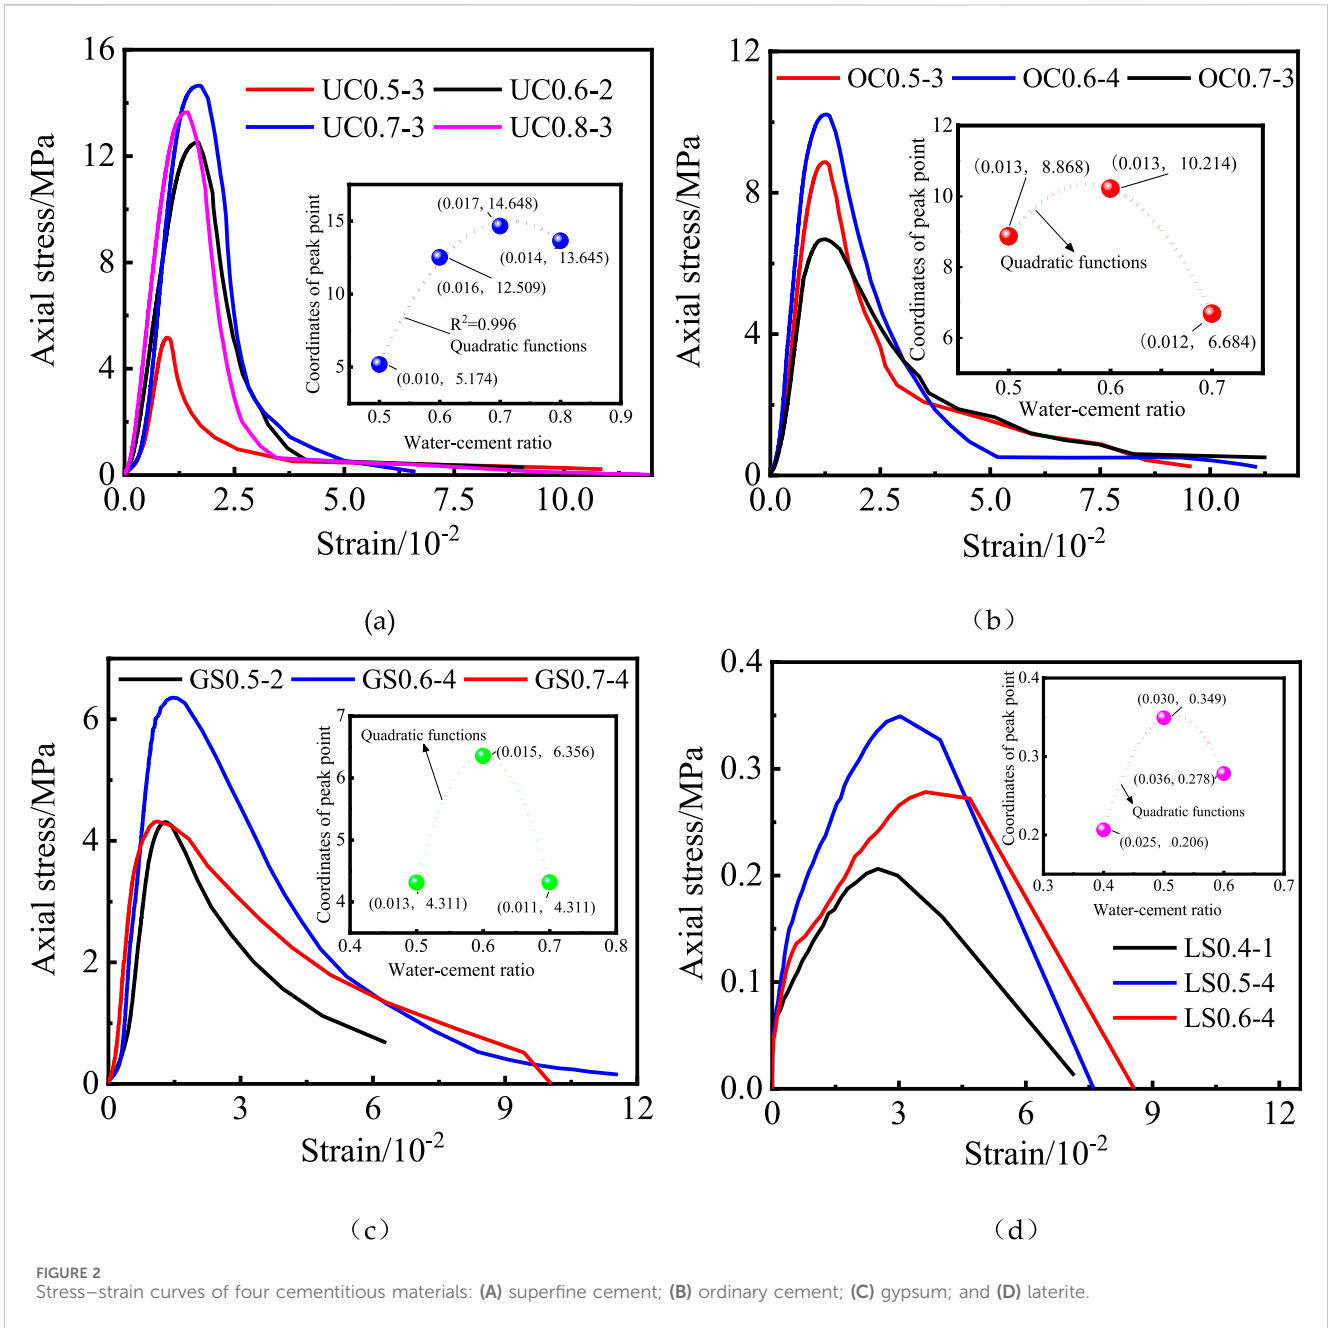 16
12
8
4
0
0.0 2.5 5.0 7.5 10.0
Axial stress/MPa
Strain/10⁻²
UC0.5-3 UC0.6-2
UC0.7-3 UC0.8-3
15
10
5
0.5 0.6 0.7 0.8 0.9
Coordinates of peak point
Water-cement ratio
(0.017, 14.648)
(0.014, 13.645)
(0.016, 12.509)
R²=0.996
Quadratic functions
(0.010, 5.174)
(a)
12
8
4
0
0.0 2.5 5.0 7.5 10.0
Axial stress/MPa
Strain/10⁻²
OC0.5-3 OC0.6-4 OC0.7-3
12
10
8
6
0.5 0.6 0.7
Coordinates of peak point
Water-cement ratio
(0.013, 8.868)
(0.013, 10.214)
Quadratic functions
(0.012, 6.684)
(b)
6
4
2
0
0 3 6 9 12
Axial stress/MPa
Strain/10⁻²
GS0.5-2 GS0.6-4 GS0.7-4
7
6
5
4
0.4 0.5 0.6 0.7 0.8
Coordinates of peak point
Water-cement ratio
Quadratic functions
(0.015, 6.356)
(0.013, 4.311)
(0.011, 4.311)
(c)
0.4
0.3
0.2
0.1
0.0
0 3 6 9 12
Axial stress/MPa
Strain/10⁻²
0.4
0.3
0.2
0.3 0.4 0.5 0.6 0.7
Coordinates of peak point
Water-cement ratio
(0.030, 0.349)
(0.036, 0.278)
Quadratic functions
(0.025, 0.206)
LS0.4-1
LS0.5-4
LS0.6-4
(d)
FIGURE 2
Stress–strain curves of four cementitious materials: (A) superfine cement; (B) ordinary cement; (C) gypsum; and (D) laterite.